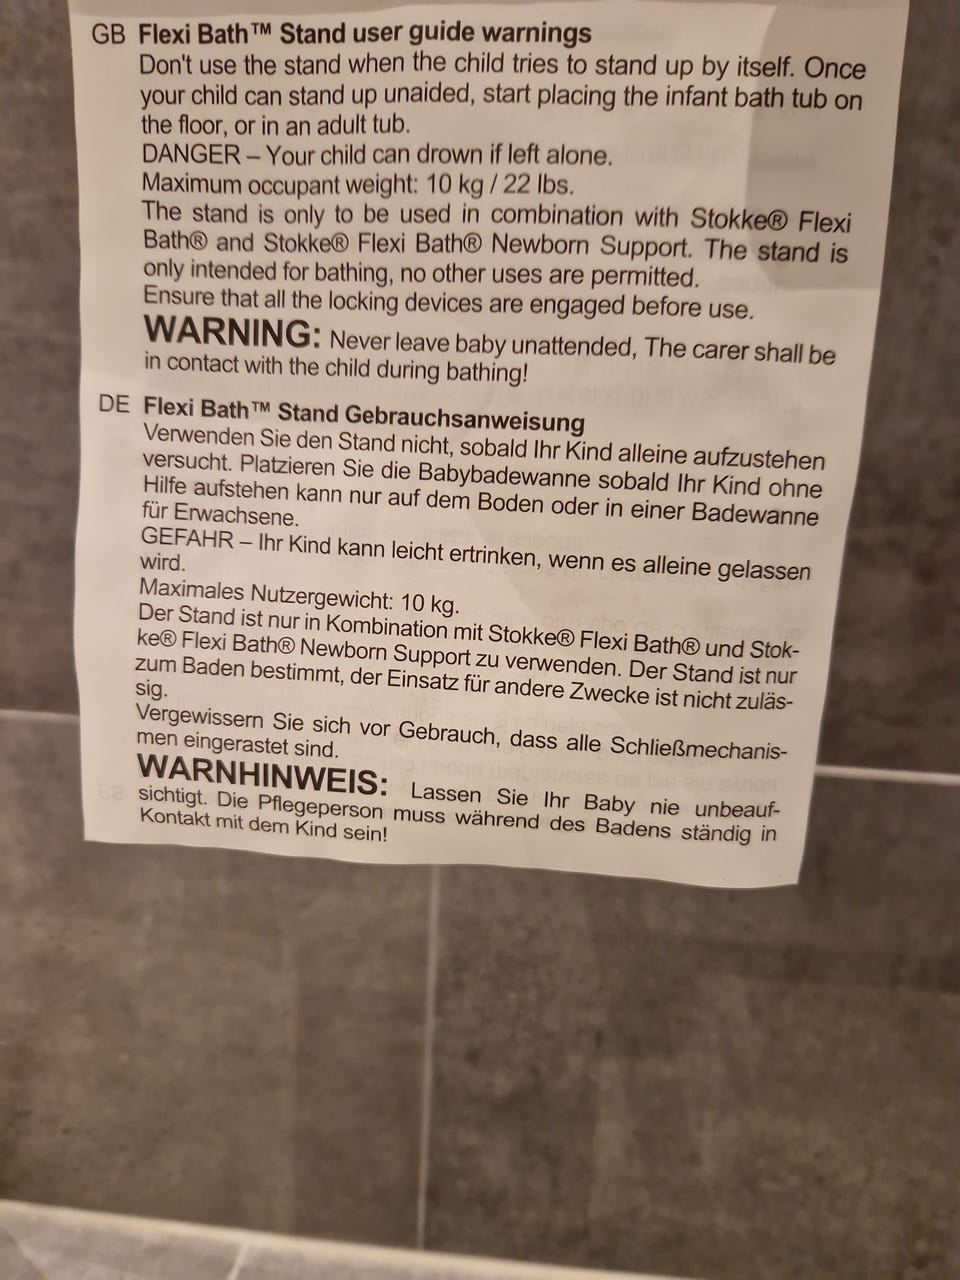 GB Flexi Bath™ Stand user guide warnings
Don't use the stand when the child tries to stand up by itself. Once
your child can stand up unaided, start placing the infant bath tub on
the floor, or in an adult tub.
DANGER – Your child can drown if left alone.
Maximum occupant weight: 10 kg / 22 lbs.
The stand is only to be used in combination with Stokke® Flexi
Bath® and Stokke® Flexi Bath® Newborn Support. The stand is
only intended for bathing, no other uses are permitted.
Ensure that all the locking devices are engaged before use.
WARNING: Never leave baby unattended, The carer shall be
in contact with the child during bathing!
DE Flexi Bath™ Stand Gebrauchsanweisung
Verwenden Sie den Stand nicht, sobald Ihr Kind alleine aufzustehen
versucht. Platzieren Sie die Babybadewanne sobald Ihr Kind ohne
Hilfe aufstehen kann nur auf dem Boden oder in einer Badewanne
für Erwachsene.
GEFAHR – Ihr Kind kann leicht ertrinken, wenn es alleine gelassen
wird.
Maximales Nutzergewicht: 10 kg.
Der Stand ist nur in Kombination mit Stokke® Flexi Bath® und Stok-
ke® Flexi Bath® Newborn Support zu verwenden. Der Stand ist nur
zum Baden bestimmt, der Einsatz für andere Zwecke ist nicht zuläs-
sig.
Vergewissern Sie sich vor Gebrauch, dass alle Schließmechanis-
men eingerastet sind.
WARNHINWEIS: Lassen Sie Ihr Baby nie unbeauf-
sichtigt. Die Pflegeperson muss während des Badens ständig in
Kontakt mit dem Kind sein!